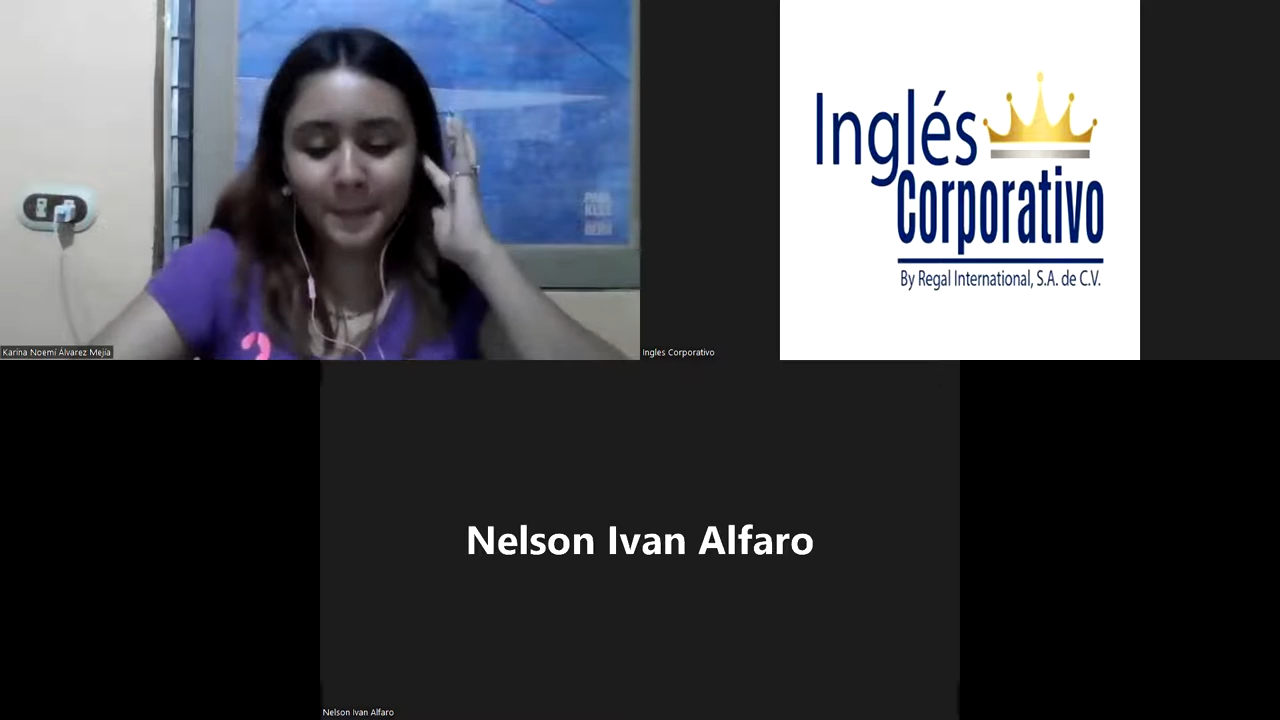 Karina Noemí Álvarez Mejía
Inglés
Corporativo
By Regal International, S.A. de C.V.
Ingles Corporativo
Nelson Ivan Alfaro
Nelson Ivan Alfaro